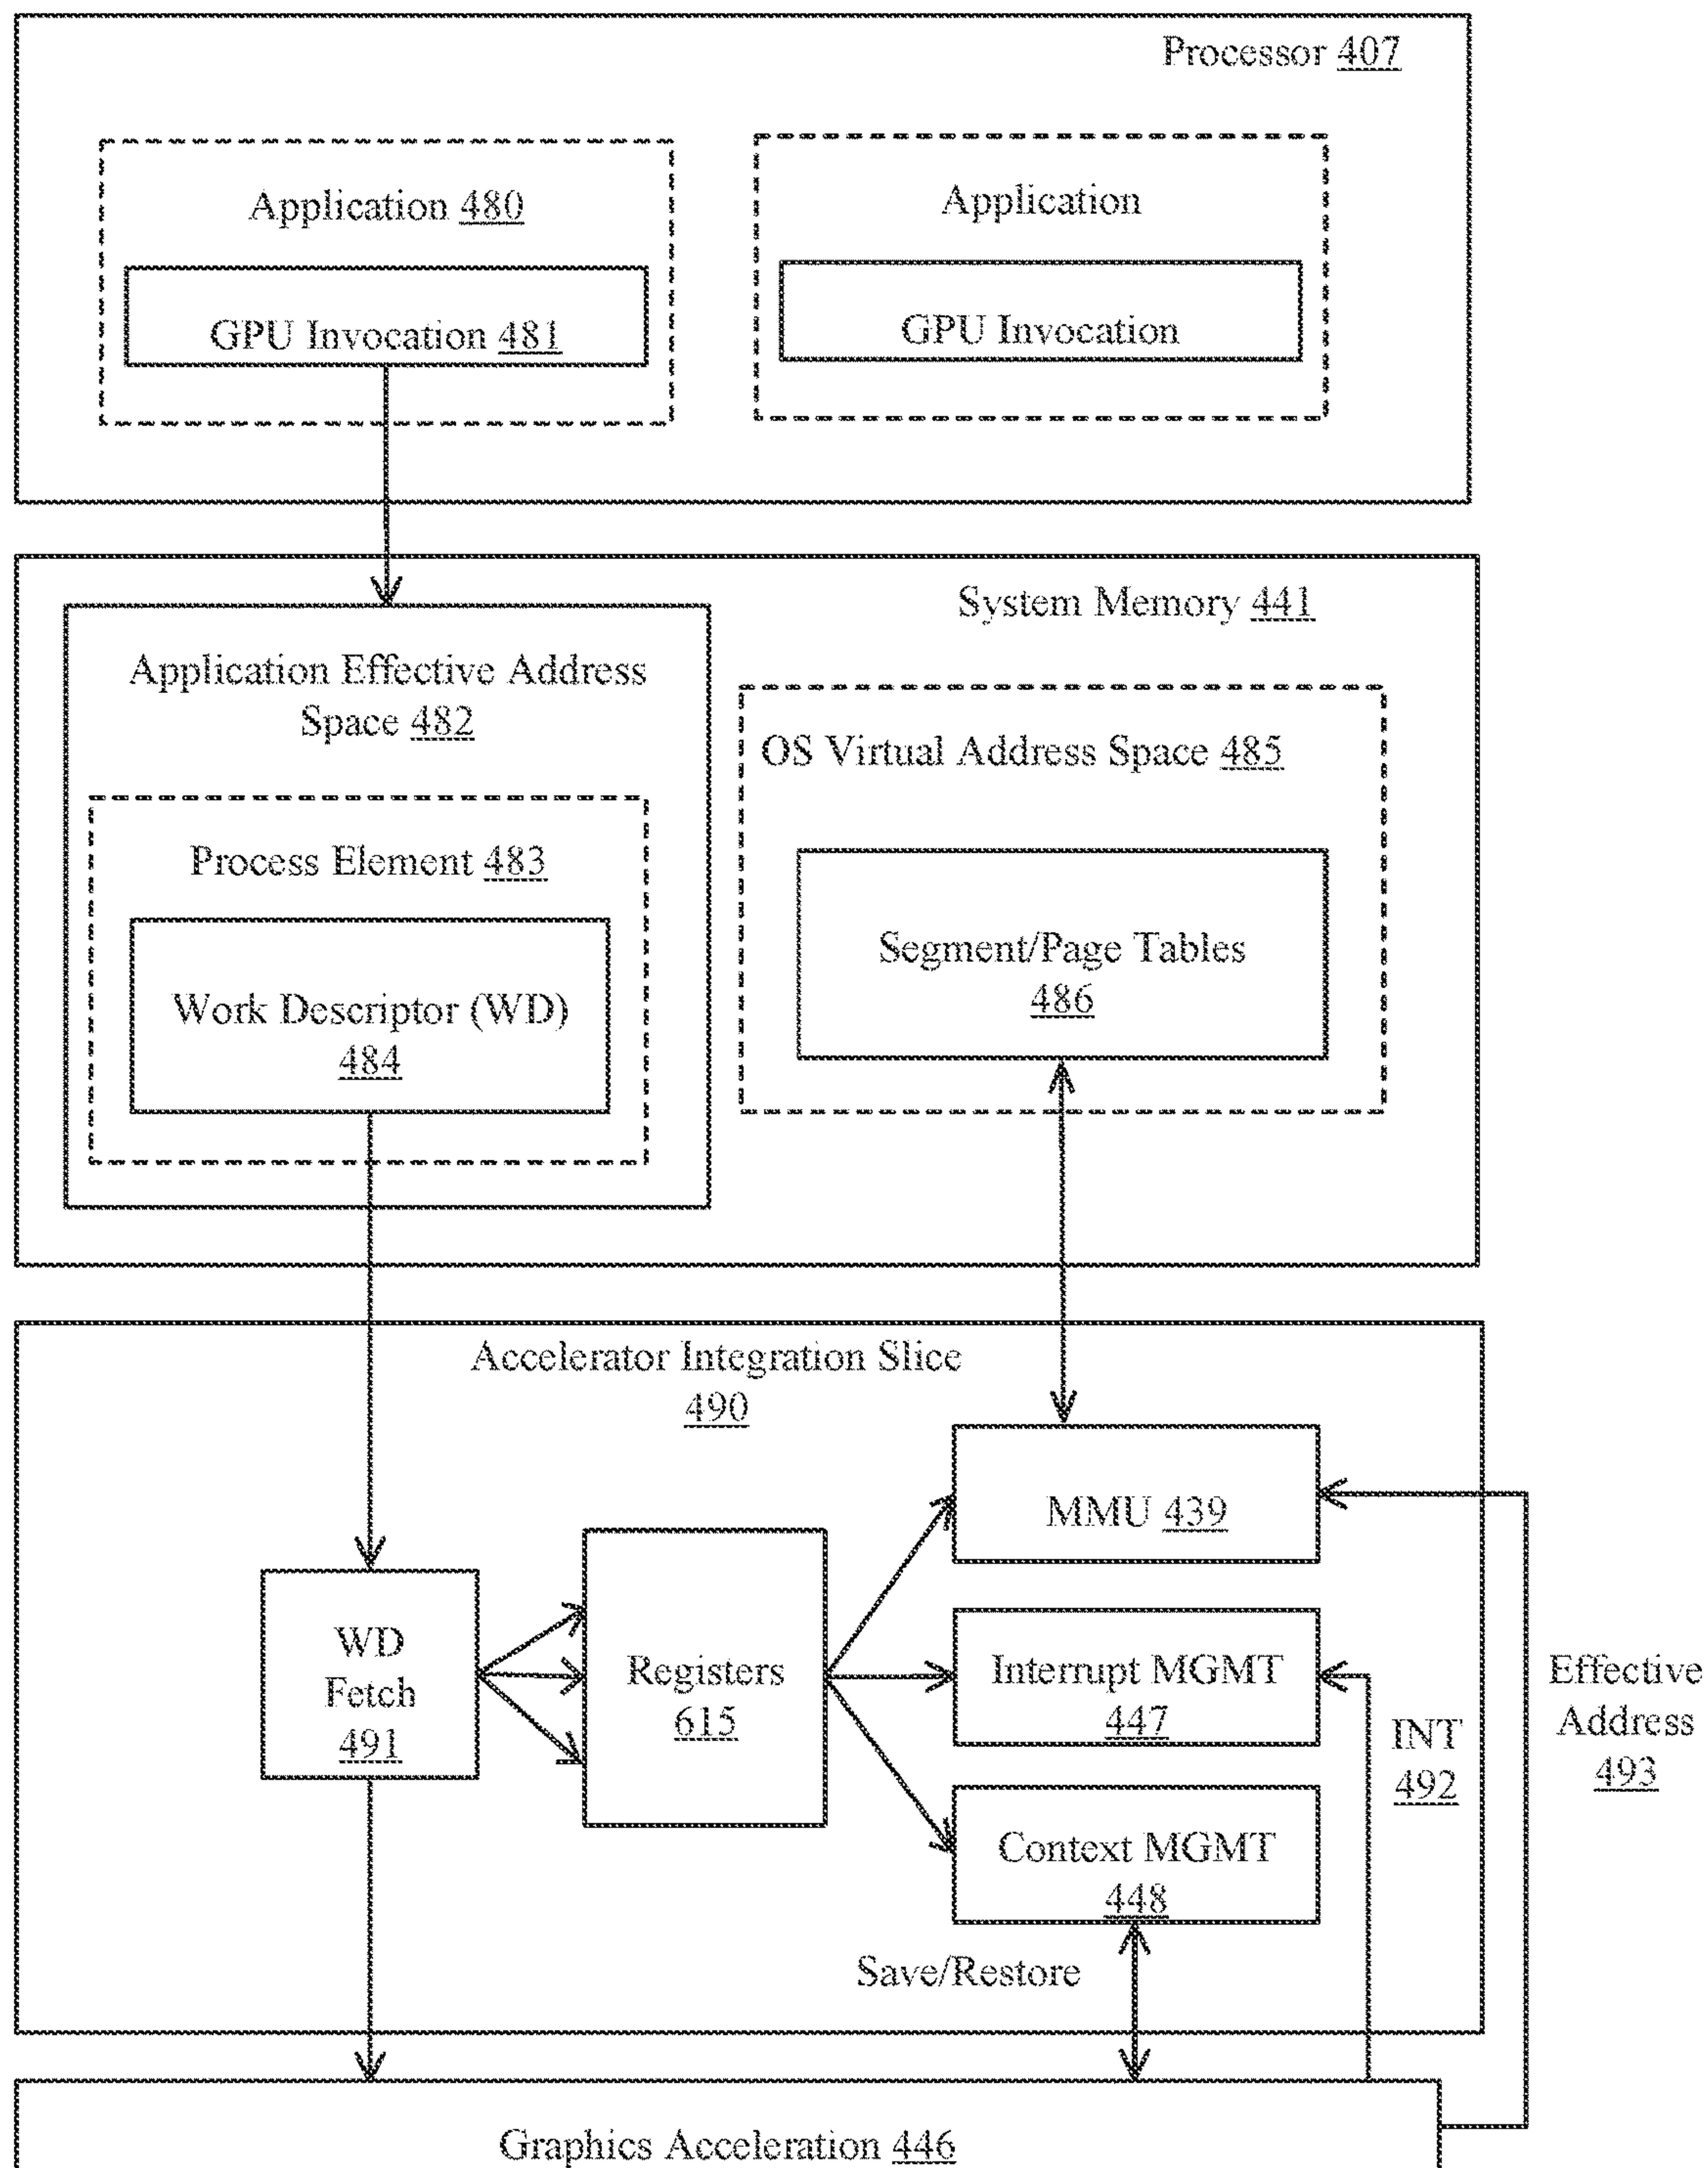 Processor 407
Application 480
Application
GPU Invocation 481
GPU Invocation
System Memory 441
Application Effective Address
Space 482
OS Virtual Address Space 485
Process Element 483
Segment/Page Tables
486
Work Descriptor (WD)
484
Accelerator Integration Slice
490
MMU 439
WD
Fetch
491
Registers
615
Interrupt MGMT
447
Effective
Address
493
INT
492
Context MGMT
448
Save/Restore
Graphics Acceleration 446